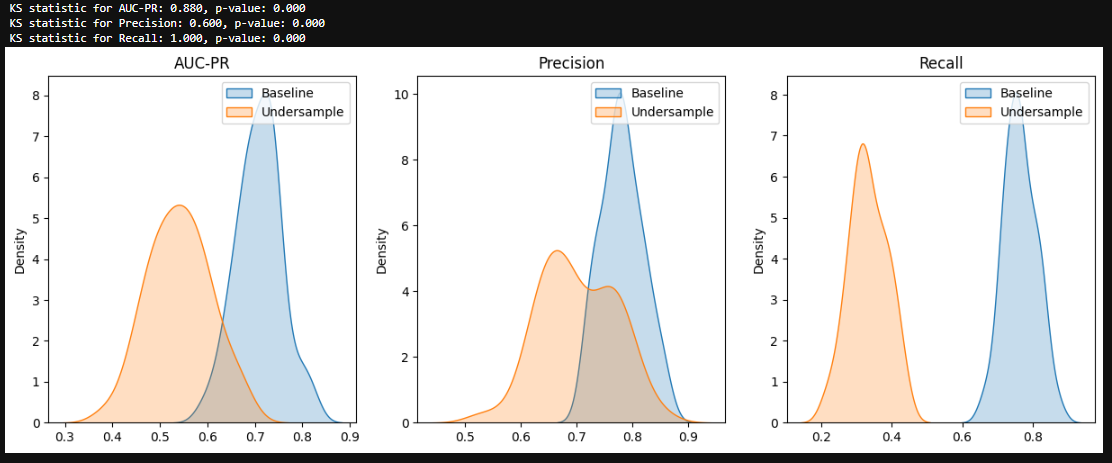 KS statistic for AUC-PR: 0.880, p-value: 0.000
KS statistic for Precision: 0.600, p-value: 0.000
KS statistic for Recall: 1.000, p-value: 0.000
AUC-PR
Baseline
Undersample
8
7
6
5
4
3
2
1
0
Density
0.3 0.4 0.5 0.6 0.7 0.8 0.9
Precision
Baseline
Undersample
10
8
6
4
2
0
Density
0.5 0.6 0.7 0.8 0.9
Recall
Baseline
Undersample
8
7
6
5
4
3
2
1
0
Density
0.2 0.4 0.6 0.8